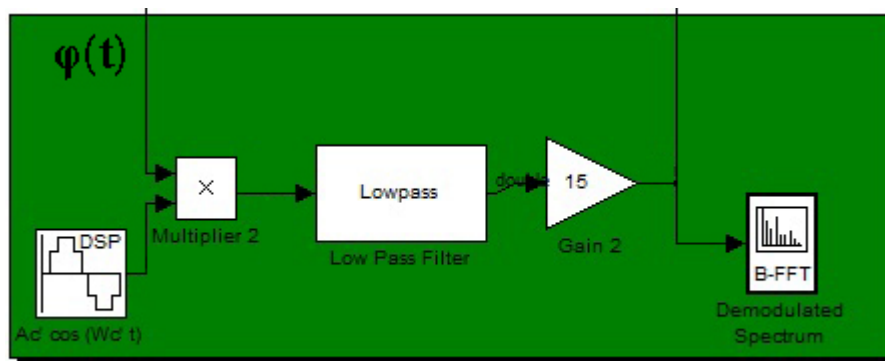 φ(t)
×
Multiplier 2
DSP
Ac' cos (Wc' t)
Lowpass
Low Pass Filter
double
15
Gain 2
B-FFT
Demodulated
Spectrum